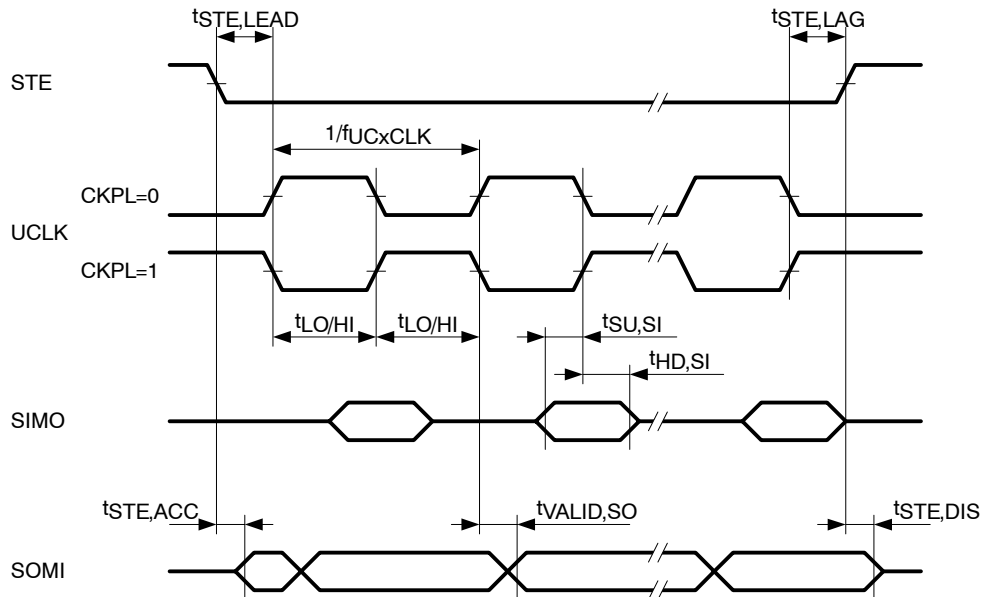 tSTE,LEAD
tSTE,LAG
STE
1/fUCxCLK
CKPL=0
UCLK
CKPL=1
tLO/HI
tLO/HI
tSU,SI
tHD,SI
SIMO
tSTE,ACC
tVALID,SO
tSTE,DIS
SOMI